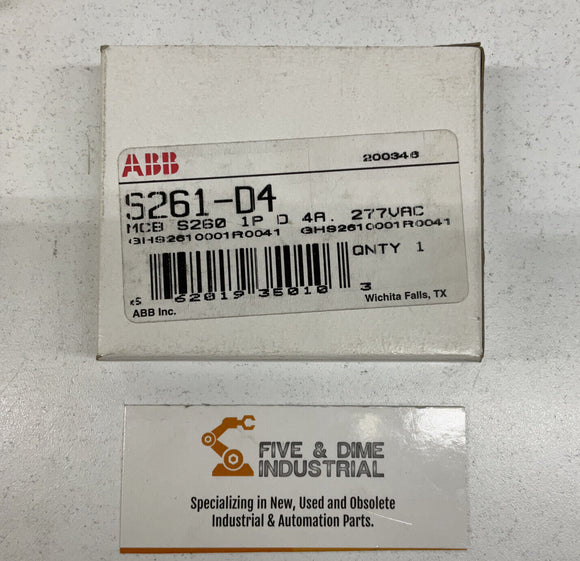 ABB
200346
S261-D4
MCB S260 1P D 4A. 277VAC
GHS2610001R0041 GHS2610001R0041
QNTY 1
62019 35010 3
ABB Inc.
Wichita Falls, TX
FIVE & DIME
INDUSTRIAL
Specializing in New, Used and Obsolete
Industrial & Automation Parts.